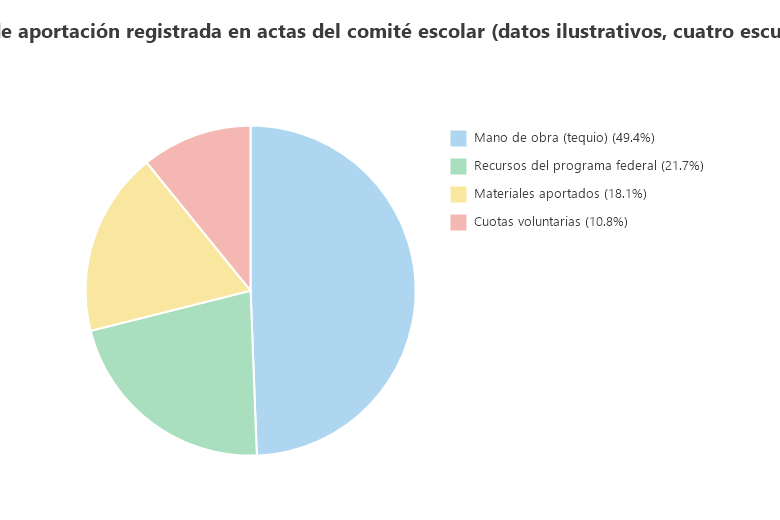 de aportación registrada en actas del comité escolar (datos ilustrativos, cuatro
Mano de obra (tequio) (49.4%)
Recursos del programa federal (21.7%)
Materiales aportados (18.1%)
Cuotas voluntarias (10.8%)